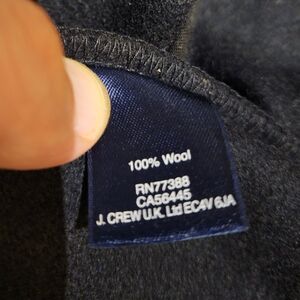 100% Wool
RN77388
CA56445
J. CREW U.K. Ltd EC4V 6JA